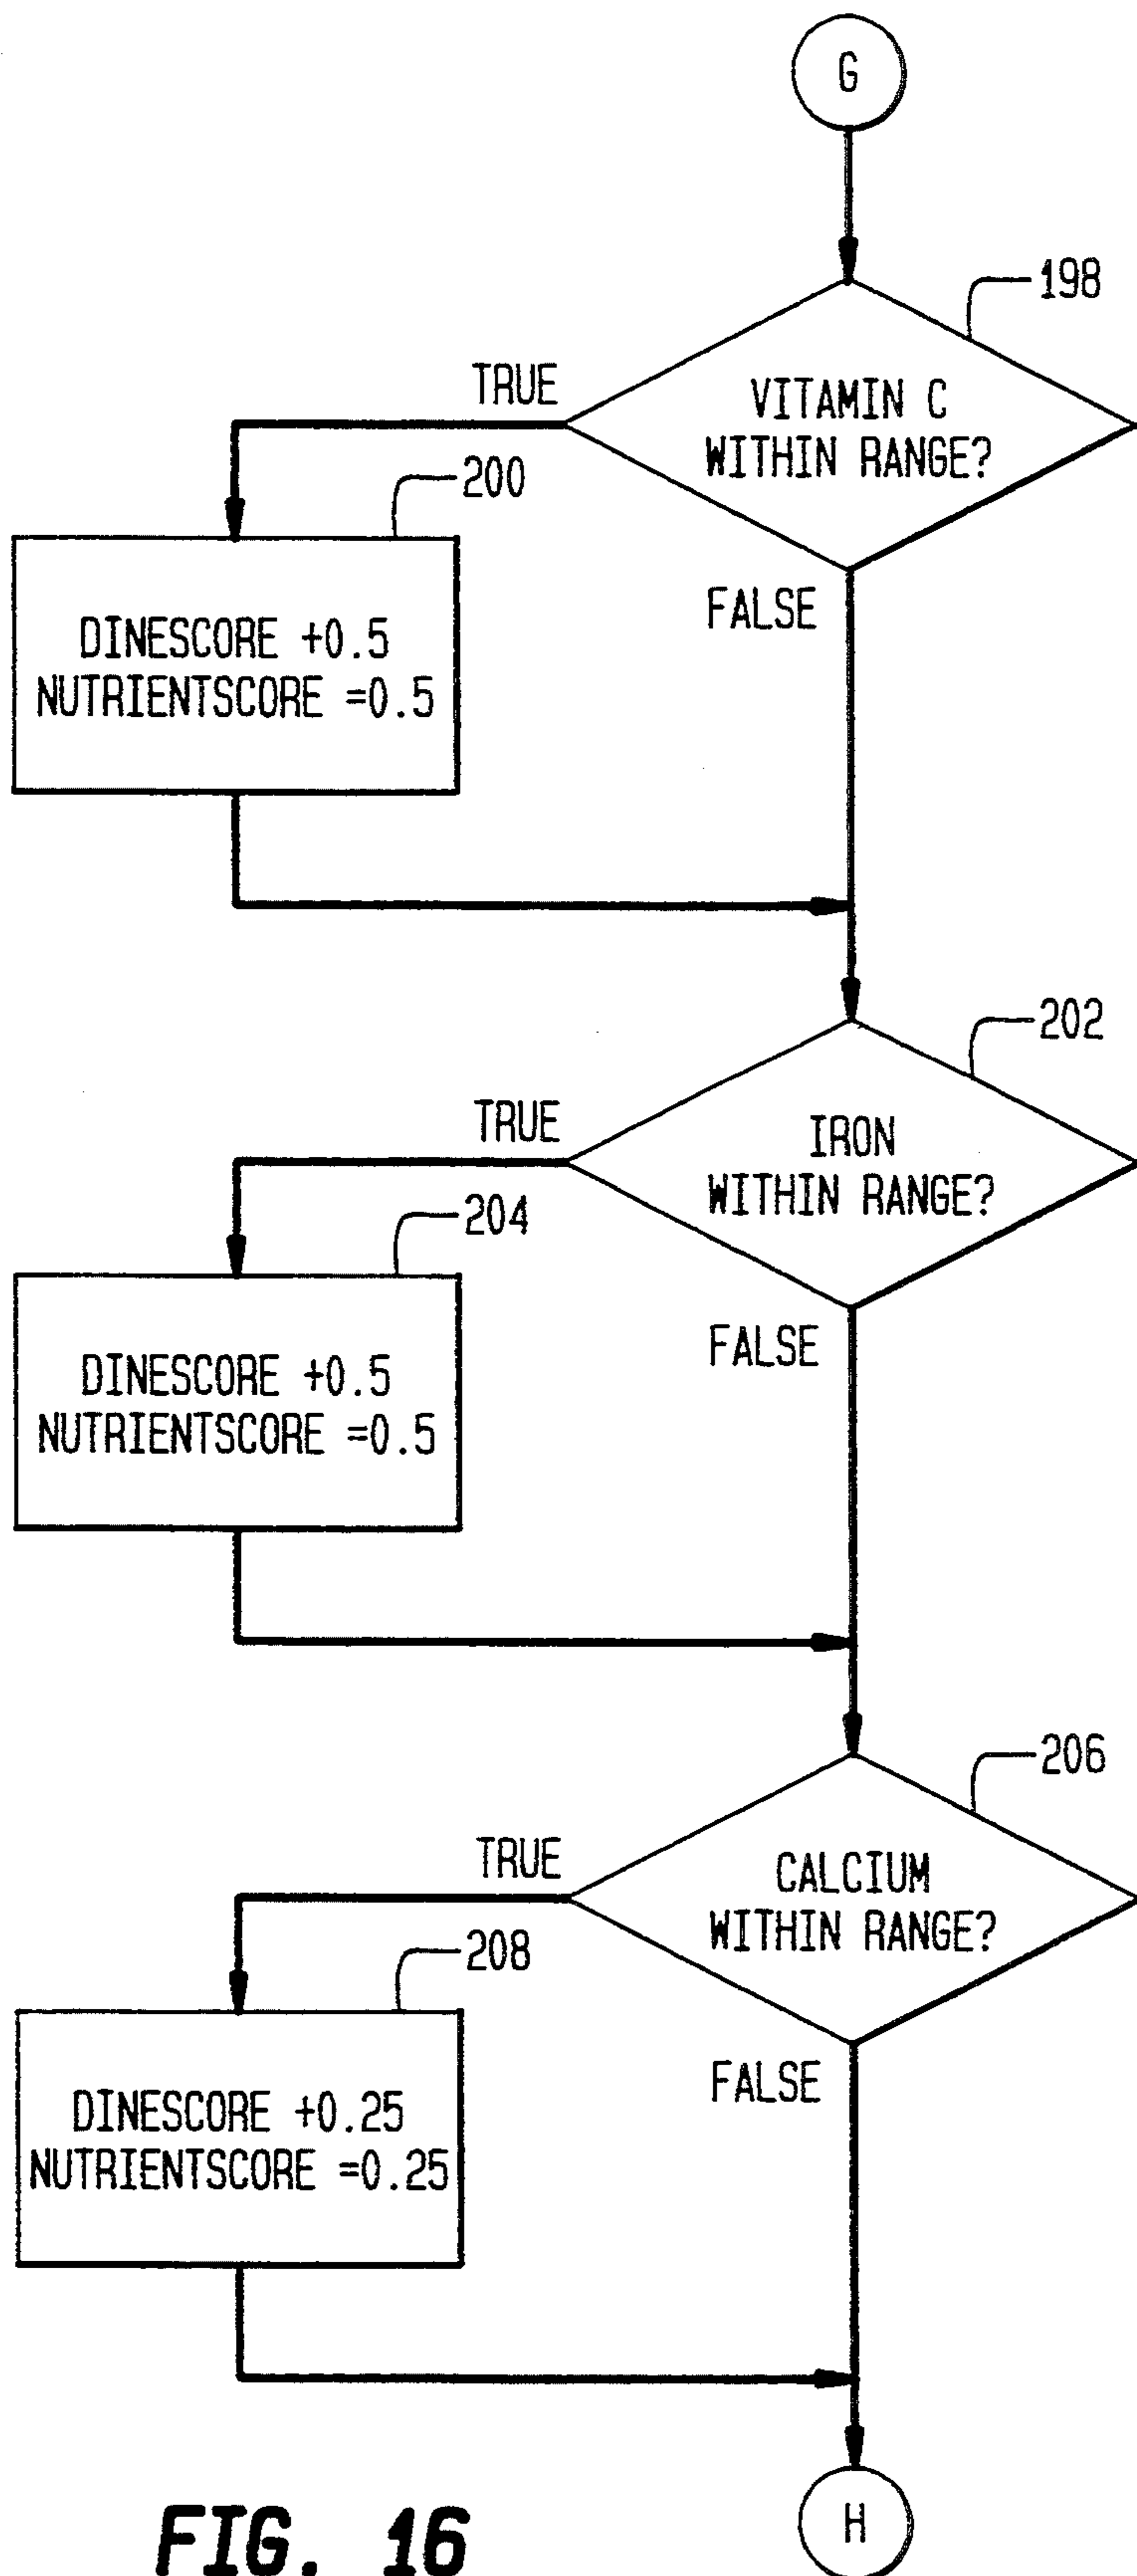 G
198
TRUE
VITAMIN C
WITHIN RANGE?
200
FALSE
DINESCORE +0.5
NUTRIENTSCORE =0.5
202
TRUE
IRON
WITHIN RANGE?
204
FALSE
DINESCORE +0.5
NUTRIENTSCORE =0.5
206
TRUE
CALCIUM
WITHIN RANGE?
208
FALSE
DINESCORE +0.25
NUTRIENTSCORE =0.25
H
FIG. 16